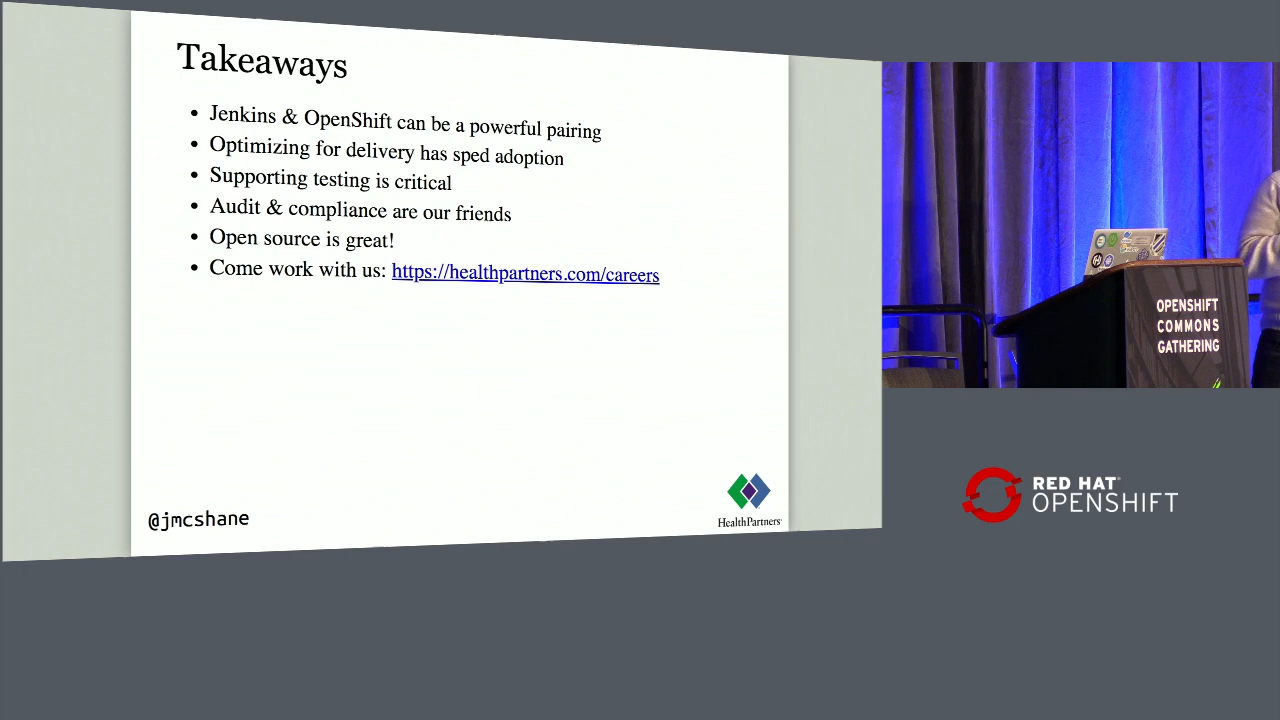 Takeaways
• Jenkins & OpenShift can be a powerful pairing
• Optimizing for delivery has sped adoption
• Supporting testing is critical
• Audit & compliance are our friends
• Open source is great!
• Come work with us: https://healthpartners.com/careers
@jmcshane
HealthPartners
OPENSHIFT
COMMONS
GATHERING
RED HAT
OPENSHIFT